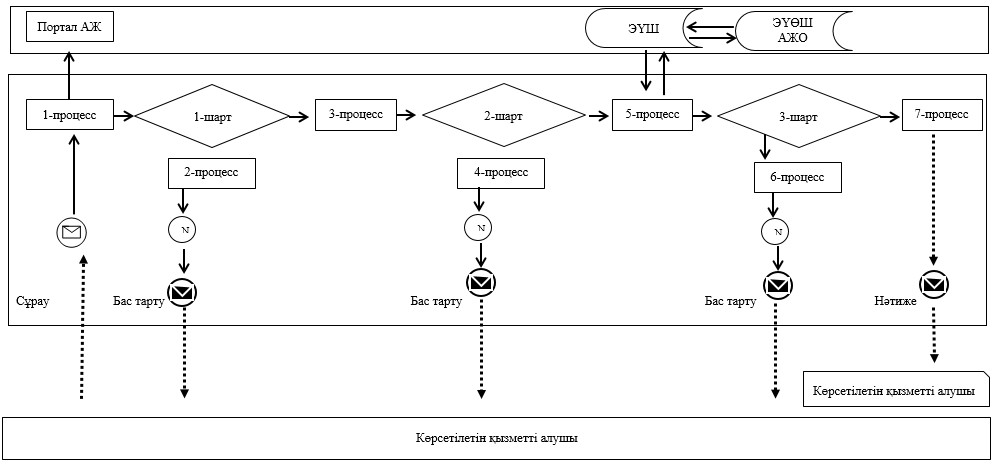 Портал АЖ
ЭҮШ
ЭҮӨШ
АЖО
1-процесс
1-шарт
3-процесс
2-шарт
5-процесс
3-шарт
7-процесс
2-процесс
4-процесс
6-процесс
N
N
N
Сұрау
Бас тарту
Бас тарту
Бас тарту
Нәтиже
Көрсетілетін қызметті алушы
Көрсетілетін қызметті алушы